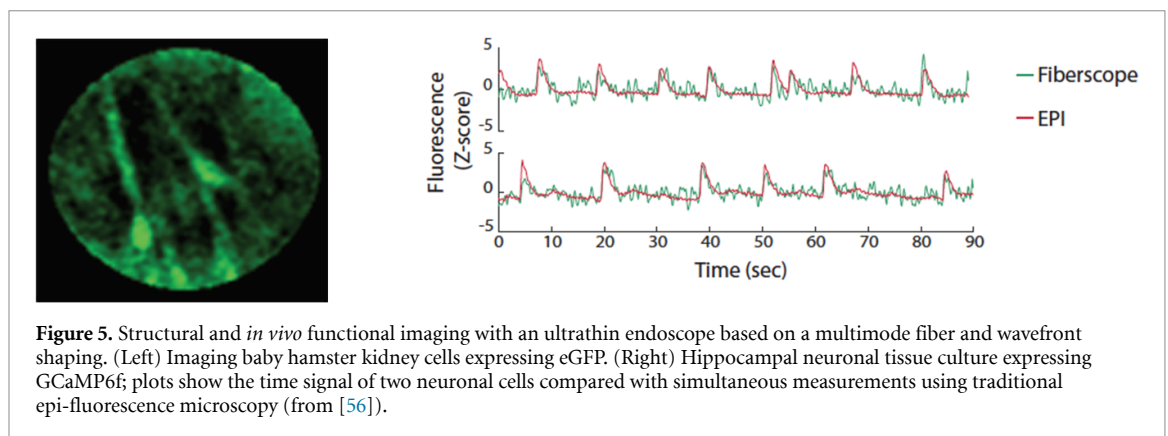 5
0
-5
5
0
-5
Fluorescence
(Z-score)
0 10 20 30 40 50 60 70 80 90
Time (sec)
Fiberscope
EPI
Figure 5. Structural and in vivo functional imaging with an ultrathin endoscope based on a multimode fiber and wavefront
shaping. (Left) Imaging baby hamster kidney cells expressing eGFP. (Right) Hippocampal neuronal tissue culture expressing
GCaMP6f; plots show the time signal of two neuronal cells compared with simultaneous measurements using traditional
epi-fluorescence microscopy (from [56]).